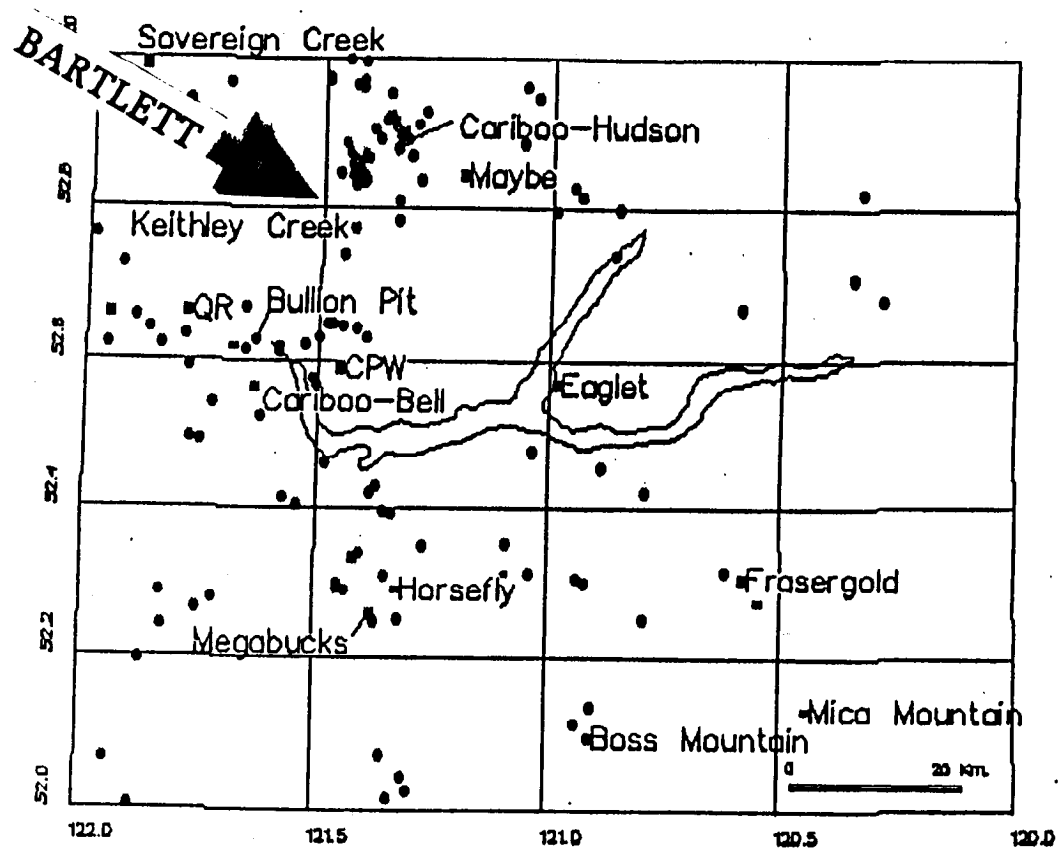 Sovereign Creek
BARTLETT
Cariboo-Hudson
52.8
Maybe
Keithley Creek
QR
Bullion Pit
52.6
CPW
Eaglet
Cariboo-Bell
52.4
Horsefly
Frasergold
52.2
Megabucks
Mica Mountain
Boss Mountain
0 20 Km.
52.0
122.0 121.5 121.0 120.5 120.0